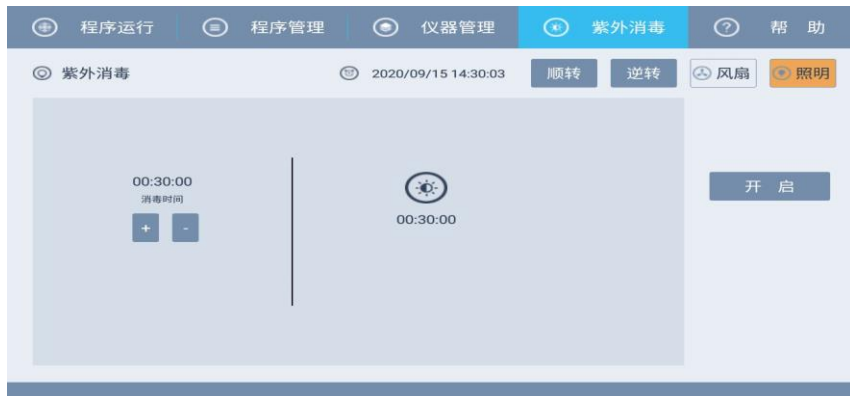 程序运行 程序管理 仪器管理 紫外消毒 ? 帮 助
紫外消毒 2020/09/15 14:30:03 顺转 逆转 风扇 照明
00:30:00
消毒时间
+ -
00:30:00
开 启